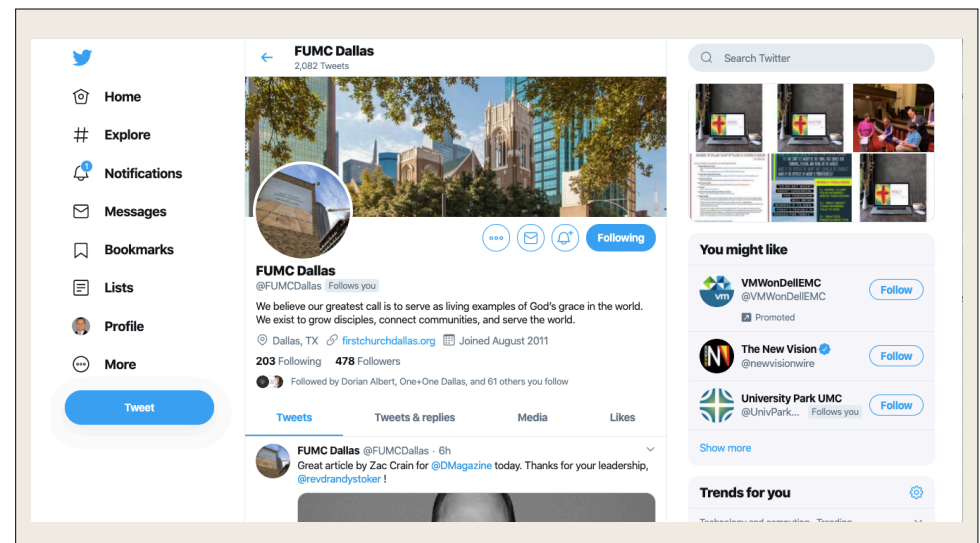 FUMC Dallas
2,082 Tweets
Home
Explore
1
Notifications
Messages
Bookmarks
Lists
Profile
More
Tweet
Following
FUMC Dallas
@FUMCDallas Follows you
We believe our greatest call is to serve as living examples of God's grace in the world.
We exist to grow disciples, connect communities, and serve the world.
Dallas, TX firstchurchdallas.org Joined August 2011
203 Following 478 Followers
Followed by Dorian Albert, One+One Dallas, and 61 others you follow
Tweets Tweets & replies Media Likes
FUMC Dallas @FUMCDallas · 6h
Great article by Zac Crain for @DMagazine today. Thanks for your leadership,
@revdrandystoker !
Search Twitter
You might like
vm
VMWonDellEMC
@VMWonDellEMC
Follow
Promoted
The New Vision
@newvisionwire
Follow
University Park UMC
@UnivPark... Follows you
Follow
Show more
Trends for you
Technology and computing · Trending